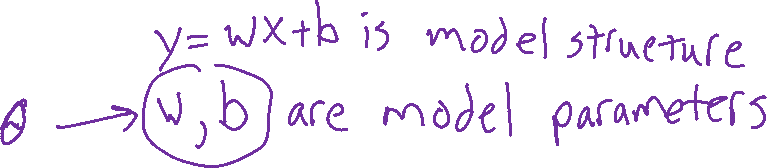 y=wx+b is model structure
θ → w,b are model parameters